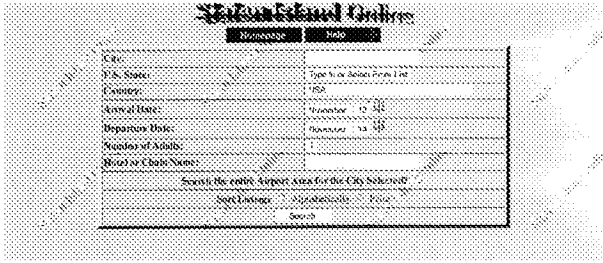 Homepage Help
City:
U.S. State: Type In or Select From List
Country: USA
Arrival Date: November 12
Departure Date: November 14
Number of Adults: 1
Hotel or Chain Name:
Search the entire Airport Area for the City Selected?
Sort Listings Alphabetically Price
Search